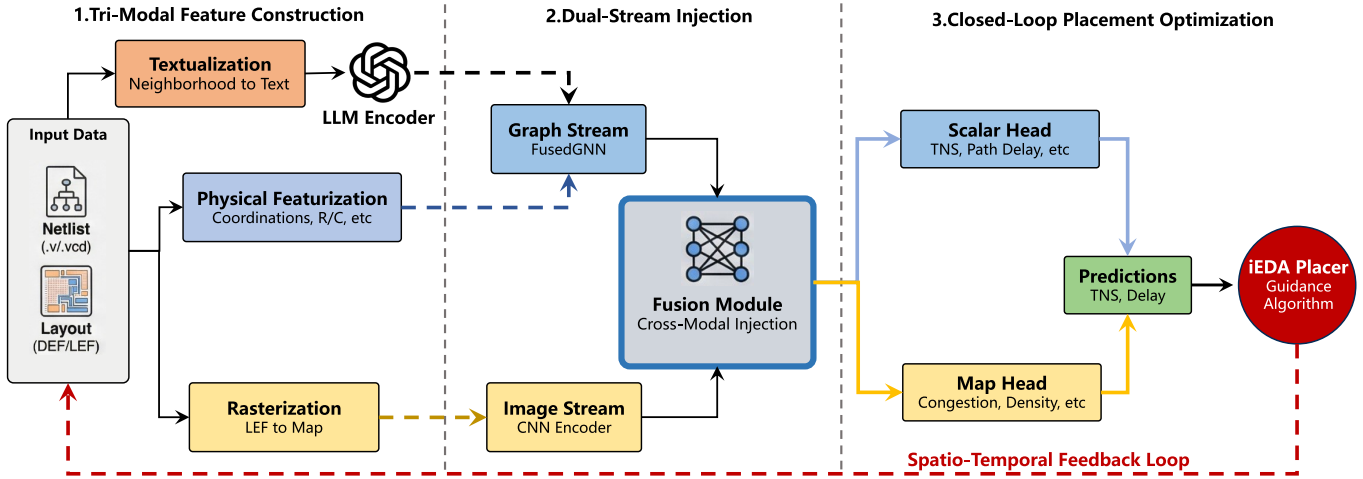 1.Tri-Modal Feature Construction
2.Dual-Stream Injection
3.Closed-Loop Placement Optimization
Textualization
Neighborhood to Text
LLM Encoder
Input Data
Netlist
(.v/.vcd)
Layout
(DEF/LEF)
Physical Featurization
Coordinations, R/C, etc
Rasterization
LEF to Map
Graph Stream
FusedGNN
Fusion Module
Cross-Modal Injection
Image Stream
CNN Encoder
Scalar Head
TNS, Path Delay, etc
Predictions
TNS, Delay
Map Head
Congestion, Density, etc
iEDA Placer
Guidance
Algorithm
Spatio-Temporal Feedback Loop